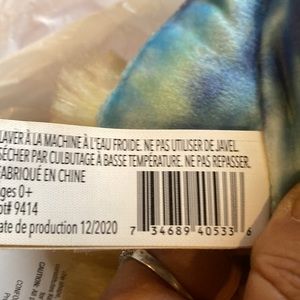 LAVER À LA MACHINE À L'EAU FROIDE. NE PAS UTILISER DE JAVEL.
SÉCHER PAR CULBUTAGE À BASSE TEMPÉRATURE. NE PAS REPASSER.
FABRIQUÉ EN CHINE
ges 0+
ot# 9414
ate de production 12/2020
7 34689 40533 6